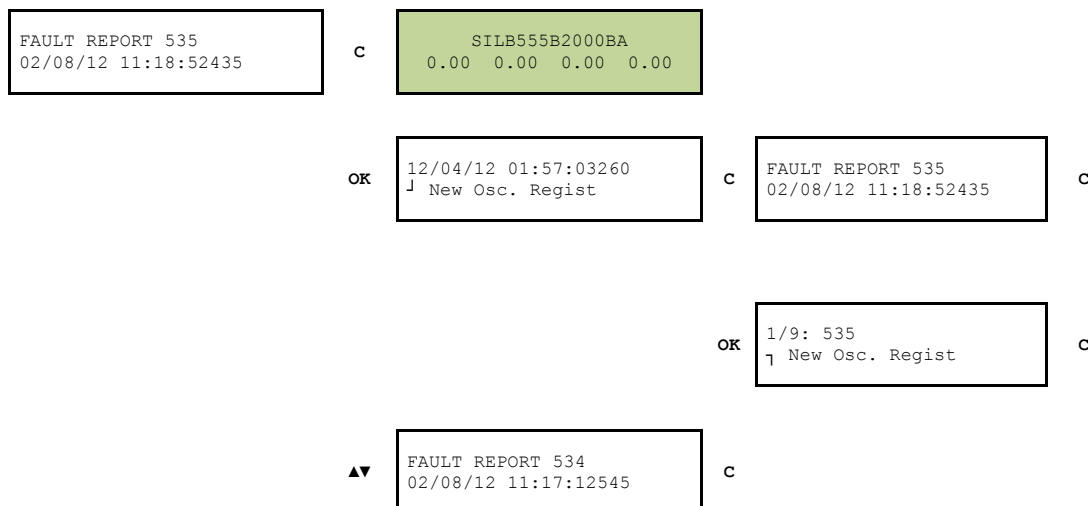 FAULT REPORT 535
02/08/12 11:18:52435
C
SILB555B2000BA
0.00 0.00 0.00 0.00
OK
12/04/12 01:57:03260
┘ New Osc. Regist
C
FAULT REPORT 535
02/08/12 11:18:52435
C
OK
1/9: 535
┐ New Osc. Regist
C
▲▼
FAULT REPORT 534
02/08/12 11:17:12545
C